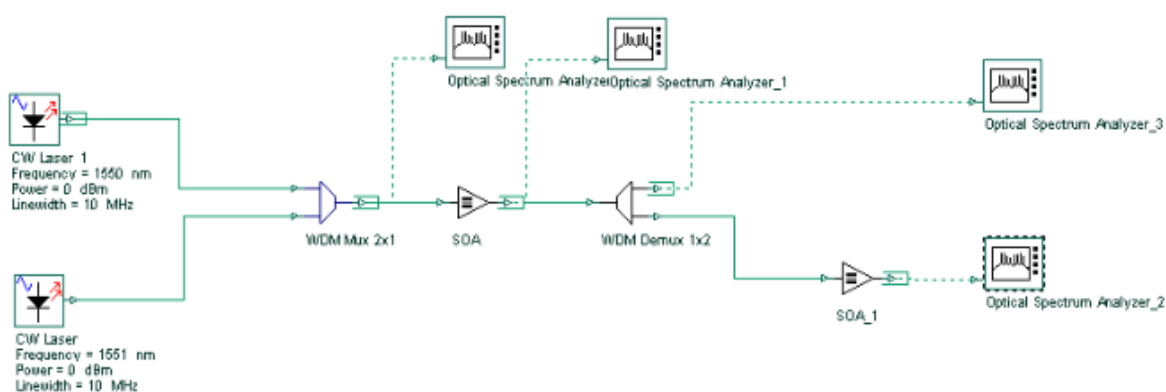 Optical Spectrum Analyzer
Optical Spectrum Analyzer_1
Optical Spectrum Analyzer_3
CW Laser 1
Frequency = 1550 nm
Power = 0 dBm
Linewidth = 10 MHz
WDM Mux 2x1
SOA
WDM Demux 1x2
SOA_1
Optical Spectrum Analyzer_2
CW Laser
Frequency = 1551 nm
Power = 0 dBm
Linewidth = 10 MHz